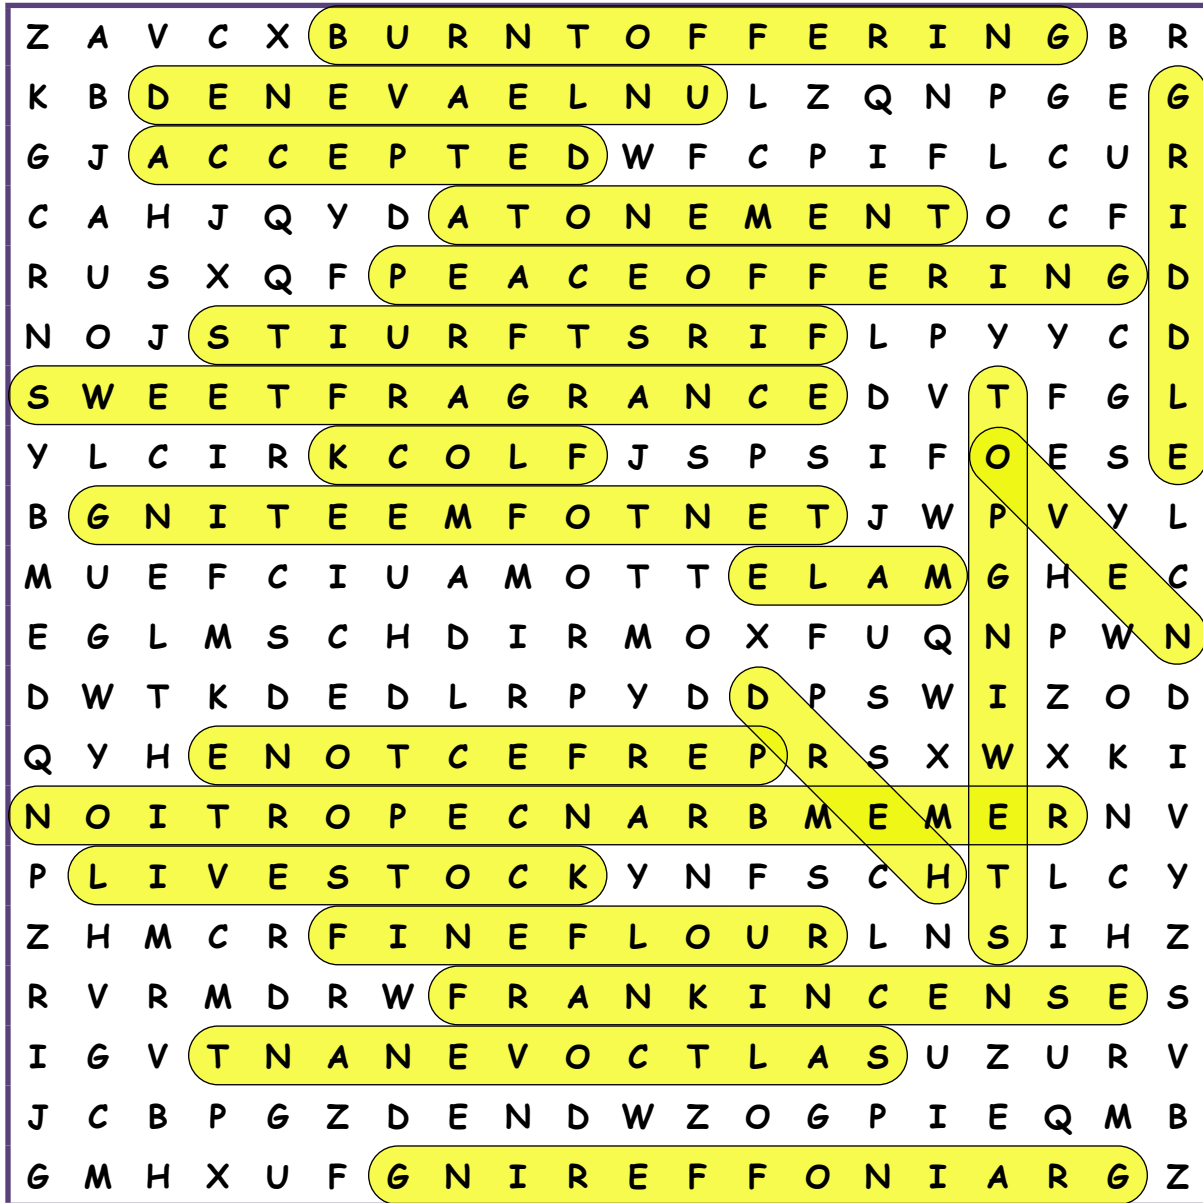 Z A V C X B U R N T O F F E R I N G B R
K B D E N E V A E L N U L Z Q N P G E G
G J A C C E P T E D W F C P I F L C U R
C A H J Q Y D A T O N E M E N T O C F I
R U S X Q F P E A C E O F F E R I N G D
N O J S T I U R F T S R I F L P Y Y C D
S W E E T F R A G R A N C E D V T F G L
Y L C I R K C O L F J S P S I F O E S E
B G N I T E E M F O T N E T J W P V Y L
M U E F C I U A M O T T E L A M G H E C
E G L M S C H D I R M O X F U Q N P W N
D W T K D E D L R P Y D D P S W I Z O D
Q Y H E N O T C E F R E P R S X W X K I
N O I T R O P E C N A R B M E M E R N V
P L I V E S T O C K Y N F S C H T L C Y
Z H M C R F I N E F L O U R L N S I H Z
R V R M D R W F R A N K I N C E N S E S
I G V T N A N E V O C T L A S U Z U R V
J C B P G Z D E N D W Z O G P I E Q M B
G M H X U F G N I R E F F O N I A R G Z